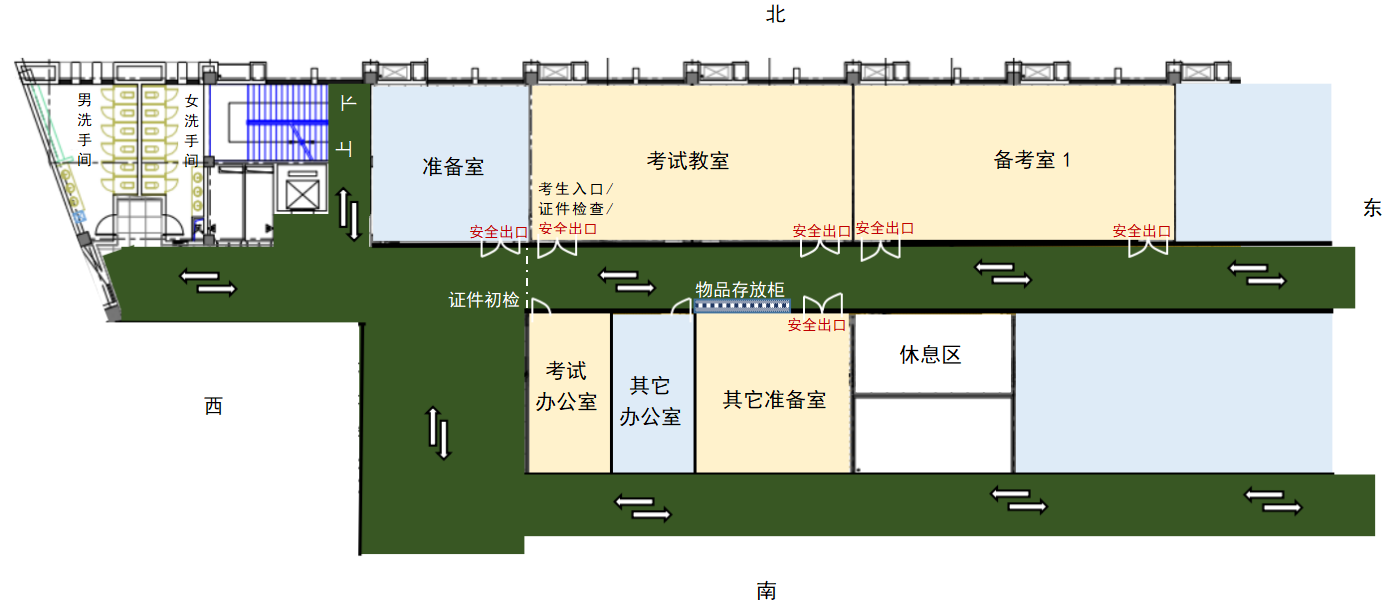 北
男洗手间
女洗手间
下
上
准备室
考试教室
备考室 1
考生入口/
证件检查/
安全出口
安全出口
安全出口
安全出口
安全出口
东
证件初检
物品存放柜
安全出口
考试
办公室
其它
办公室
其它准备室
休息区
西
南